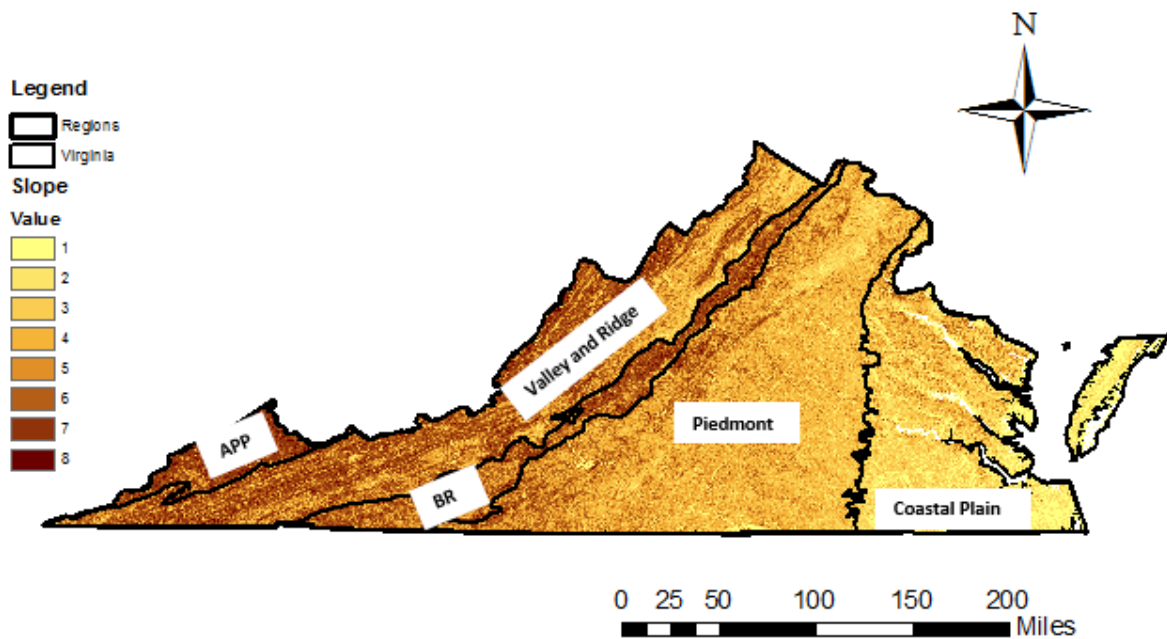 N
Legend
Regions
Virginia
Slope
Value
1
2
3
4
5
6
7
8
Valley and Ridge
APP
BR
Piedmont
Coastal Plain
0 25 50 100 150 200
Miles